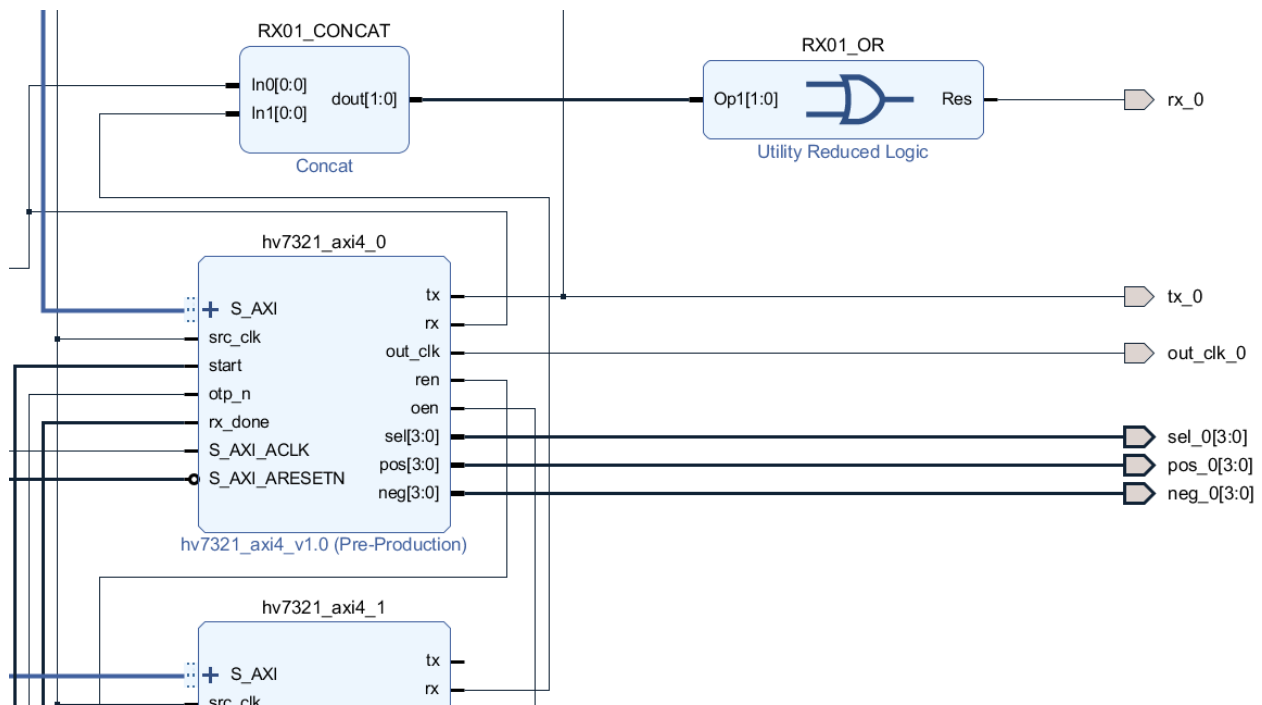 RX01_CONCAT
In0[0:0]
In1[0:0]
dout[1:0]
Concat
RX01_OR
Op1[1:0]
Res
Utility Reduced Logic
rx_0
hv7321_axi4_0
S_AXI
src_clk
start
otp_n
rx_done
S_AXI_ACLK
S_AXI_ARESETN
tx
rx
out_clk
ren
oen
sel[3:0]
pos[3:0]
neg[3:0]
hv7321_axi4_v1.0 (Pre-Production)
tx_0
out_clk_0
sel_0[3:0]
pos_0[3:0]
neg_0[3:0]
hv7321_axi4_1
S_AXI
src_clk
tx
rx